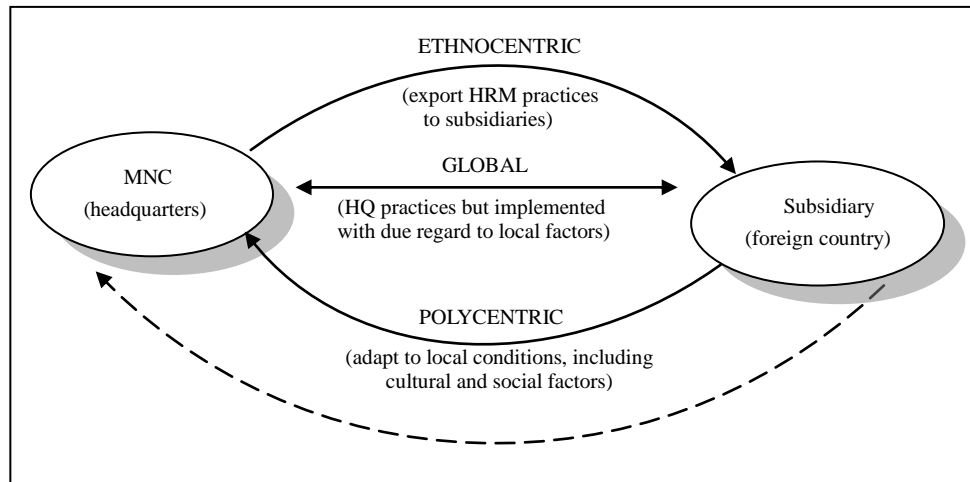 ETHNOCENTRIC
(export HRM practices
to subsidiaries)
MNC
(headquarters)
GLOBAL
(HQ practices but implemented
with due regard to local factors)
Subsidiary
(foreign country)
POLYCENTRIC
(adapt to local conditions, including
cultural and social factors)